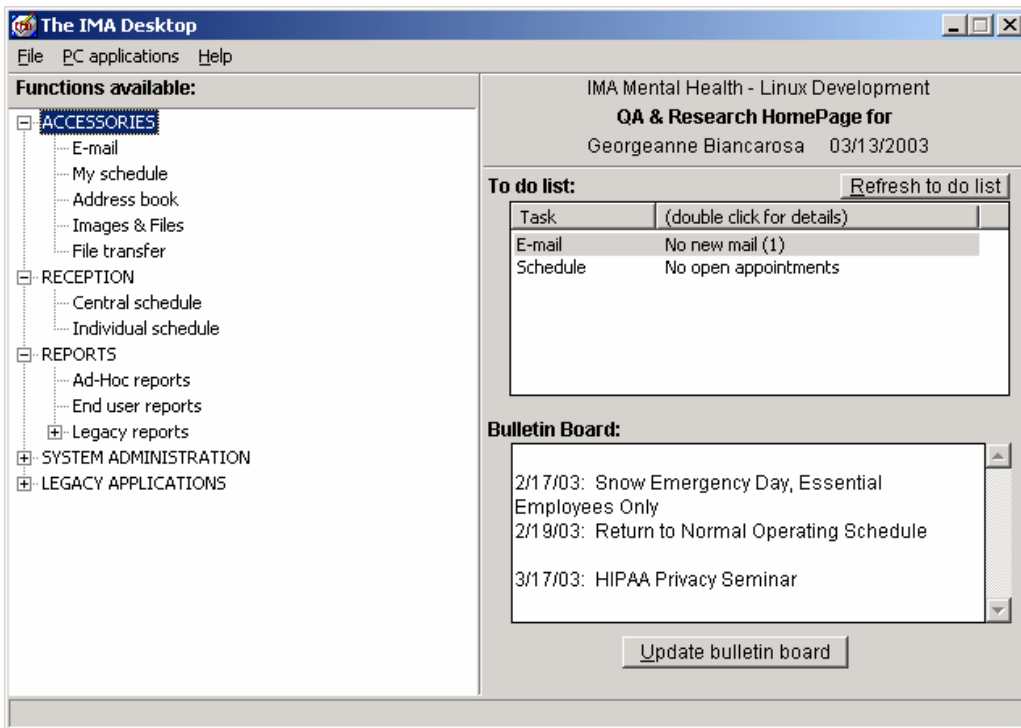 The IMA Desktop
File PC applications Help
Functions available:
ACCESSORIES
E-mail
My schedule
Address book
Images & Files
File transfer
RECEPTION
Central schedule
Individual schedule
REPORTS
Ad-Hoc reports
End user reports
Legacy reports
SYSTEM ADMINISTRATION
LEGACY APPLICATIONS
IMA Mental Health - Linux Development
QA & Research HomePage for
Georgeanne Biancarosa 03/13/2003
To do list: Refresh to do list
Task (double click for details)
E-mail No new mail (1)
Schedule No open appointments
Bulletin Board:
2/17/03: Snow Emergency Day, Essential
Employees Only
2/19/03: Return to Normal Operating Schedule
3/17/03: HIPAA Privacy Seminar
Update bulletin board